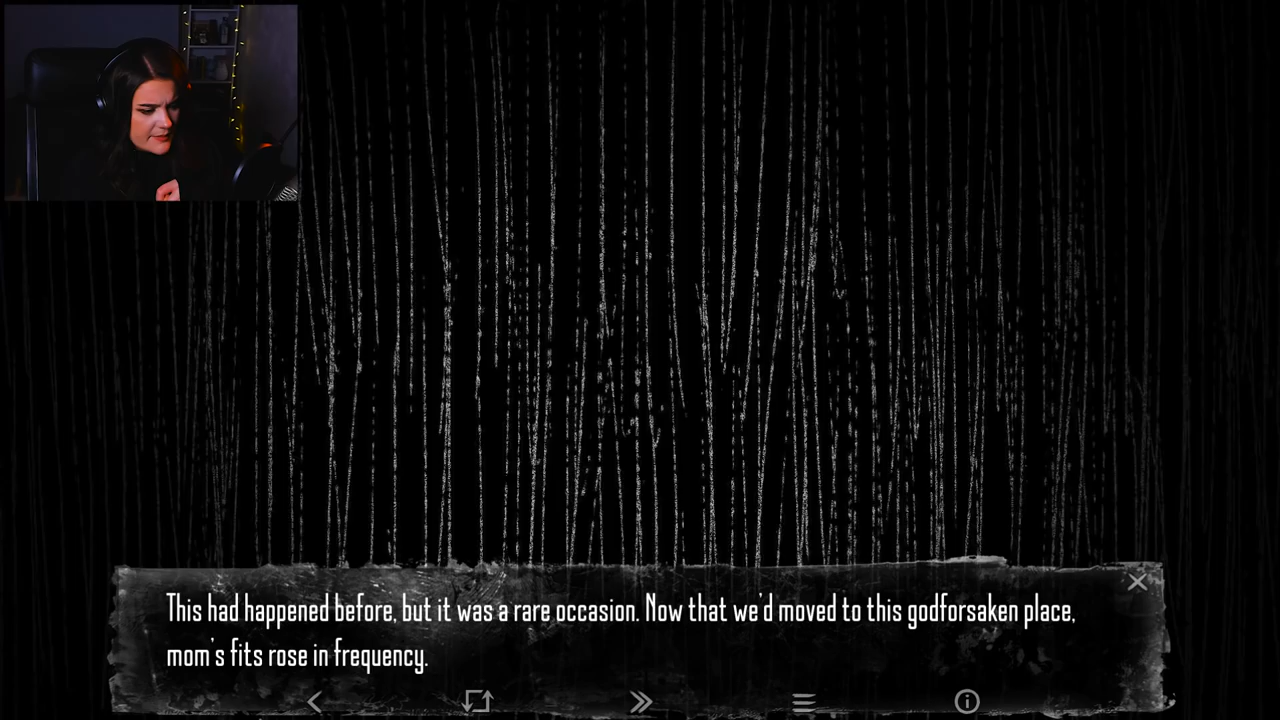 This had happened before, but it was a rare occasion. Now that we'd moved to this godforsaken place,
mom's fits rose in frequency.